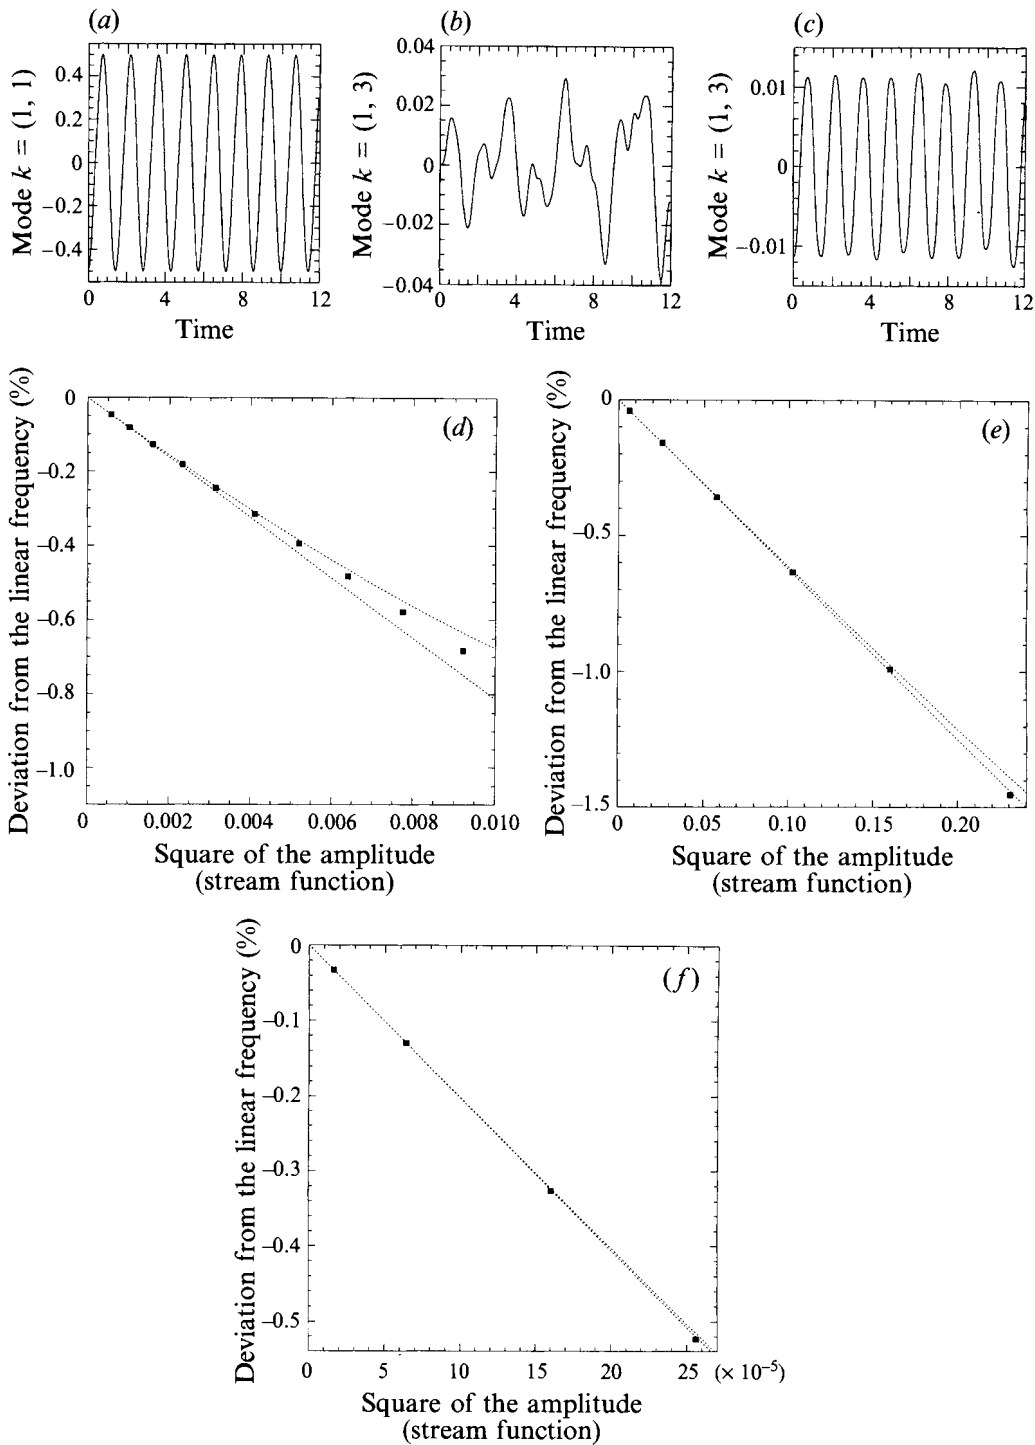 (a)
Mode k = (1, 1)
0.4
0.2
0
−0.2
−0.4
0
4
8
12
Time
(b)
Mode k = (1, 3)
0.04
0.02
0
−0.02
−0.04
0
4
8
12
Time
(c)
Mode k = (1, 3)
0.01
0
−0.01
0
4
8
12
Time
(d)
Deviation from the linear frequency (%)
0
−0.2
−0.4
−0.6
−0.8
−1.0
0
0.002
0.004
0.006
0.008
0.010
Square of the amplitude
(stream function)
(e)
Deviation from the linear frequency (%)
0
−0.5
−1.0
−1.5
0
0.05
0.10
0.15
0.20
Square of the amplitude
(stream function)
(f)
Deviation from the linear frequency (%)
0
−0.1
−0.2
−0.3
−0.4
−0.5
0
5
10
15
20
25
(× 10⁻⁵)
Square of the amplitude
(stream function)